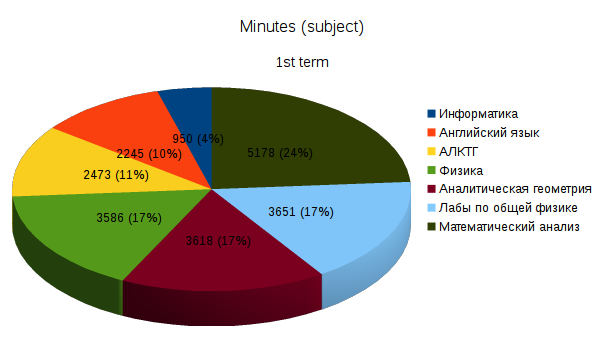 Minutes (subject)
1st term
950 (4%)
5178 (24%)
2245 (10%)
2473 (11%)
3651 (17%)
3586 (17%)
3618 (17%)
Информатика
Английский язык
АЛКТГ
Физика
Аналитическая геометрия
Лабы по общей физике
Математический анализ